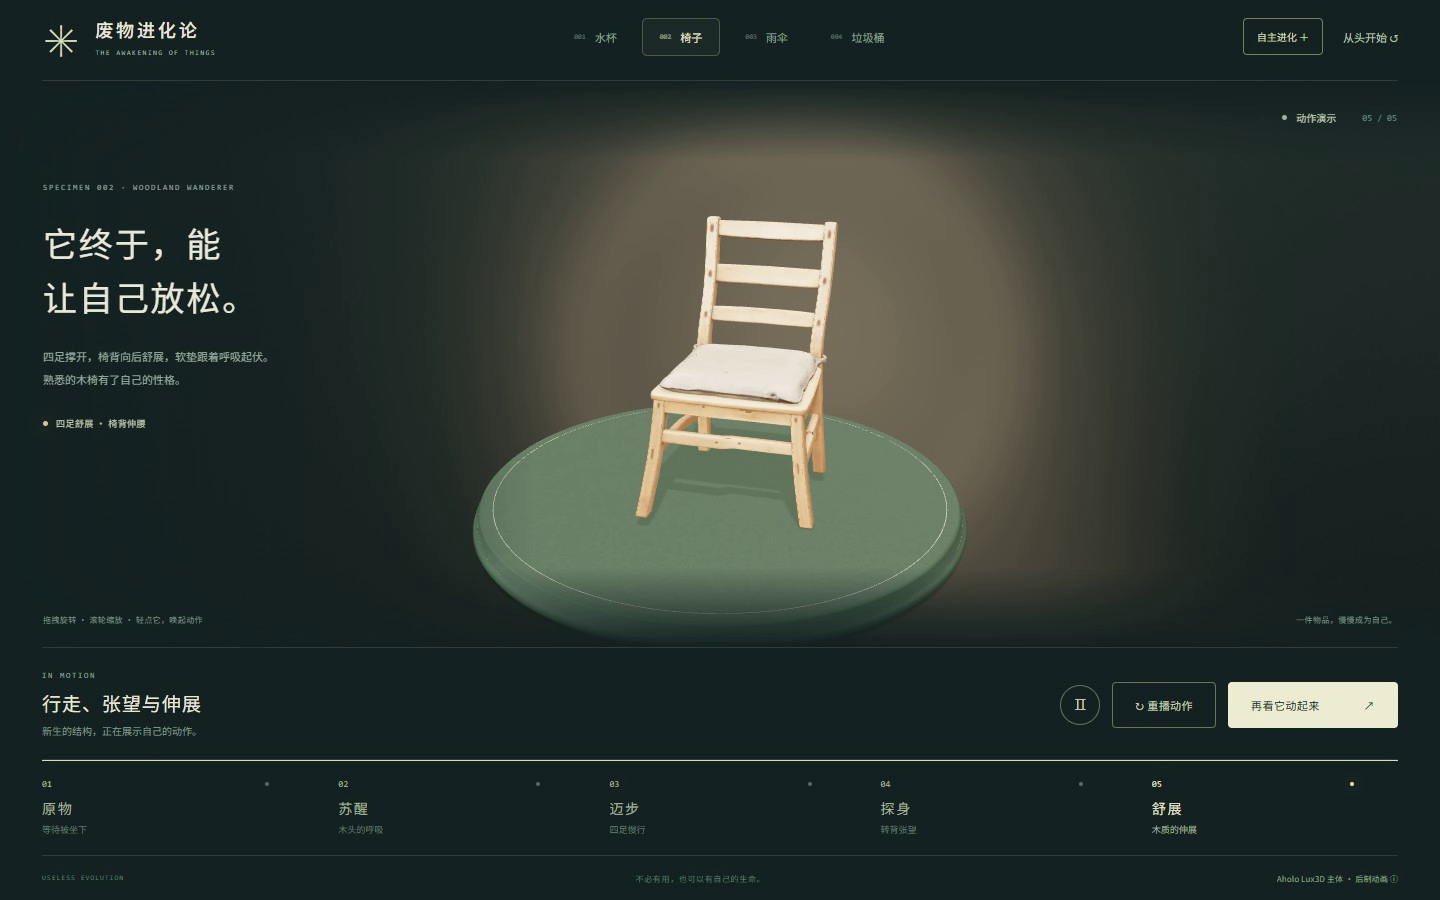 废物进化论
THE AWAKENING OF THINGS
001 水杯
002 椅子
003 雨伞
004 垃圾桶
自主进化 +
从头开始 ↺
动作演示 05 / 05
SPECIMEN 002 · WOODLAND WANDERER
它终于，能
让自己放松。
四足撑开，椅背向后舒展，软垫跟着呼吸起伏。
熟悉的木椅有了自己的性格。
四足舒展 · 椅背伸腰
拖拽旋转 · 滚轮缩放 · 轻点它，唤起动作
一件物品，慢慢成为自己。
IN MOTION
行走、张望与伸展
新生的结构，正在展示自己的动作。
↻ 重播动作
再看它动起来 ↗
01
原物
等待被坐下
02
苏醒
木头的呼吸
03
迈步
四足慢行
04
探身
转背张望
05
舒展
木质的伸展
USELESS EVOLUTION
不必有用，也可以有自己的生命。
Aholo Lux3D 主体 · 后制动画 ⓘ